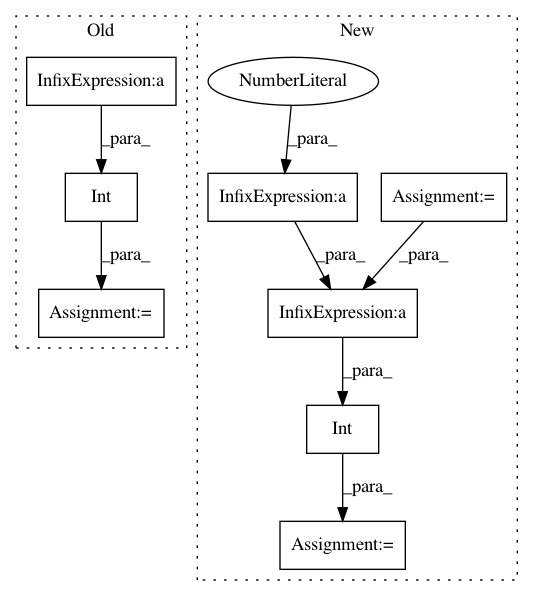 Old
InfixExpression:a
_para_
Int
_para_
Assignment:=
New
NumberLiteral
_para_
InfixExpression:a
Assignment:=
_para_
_para_
InfixExpression:a
_para_
Int
_para_
Assignment:=